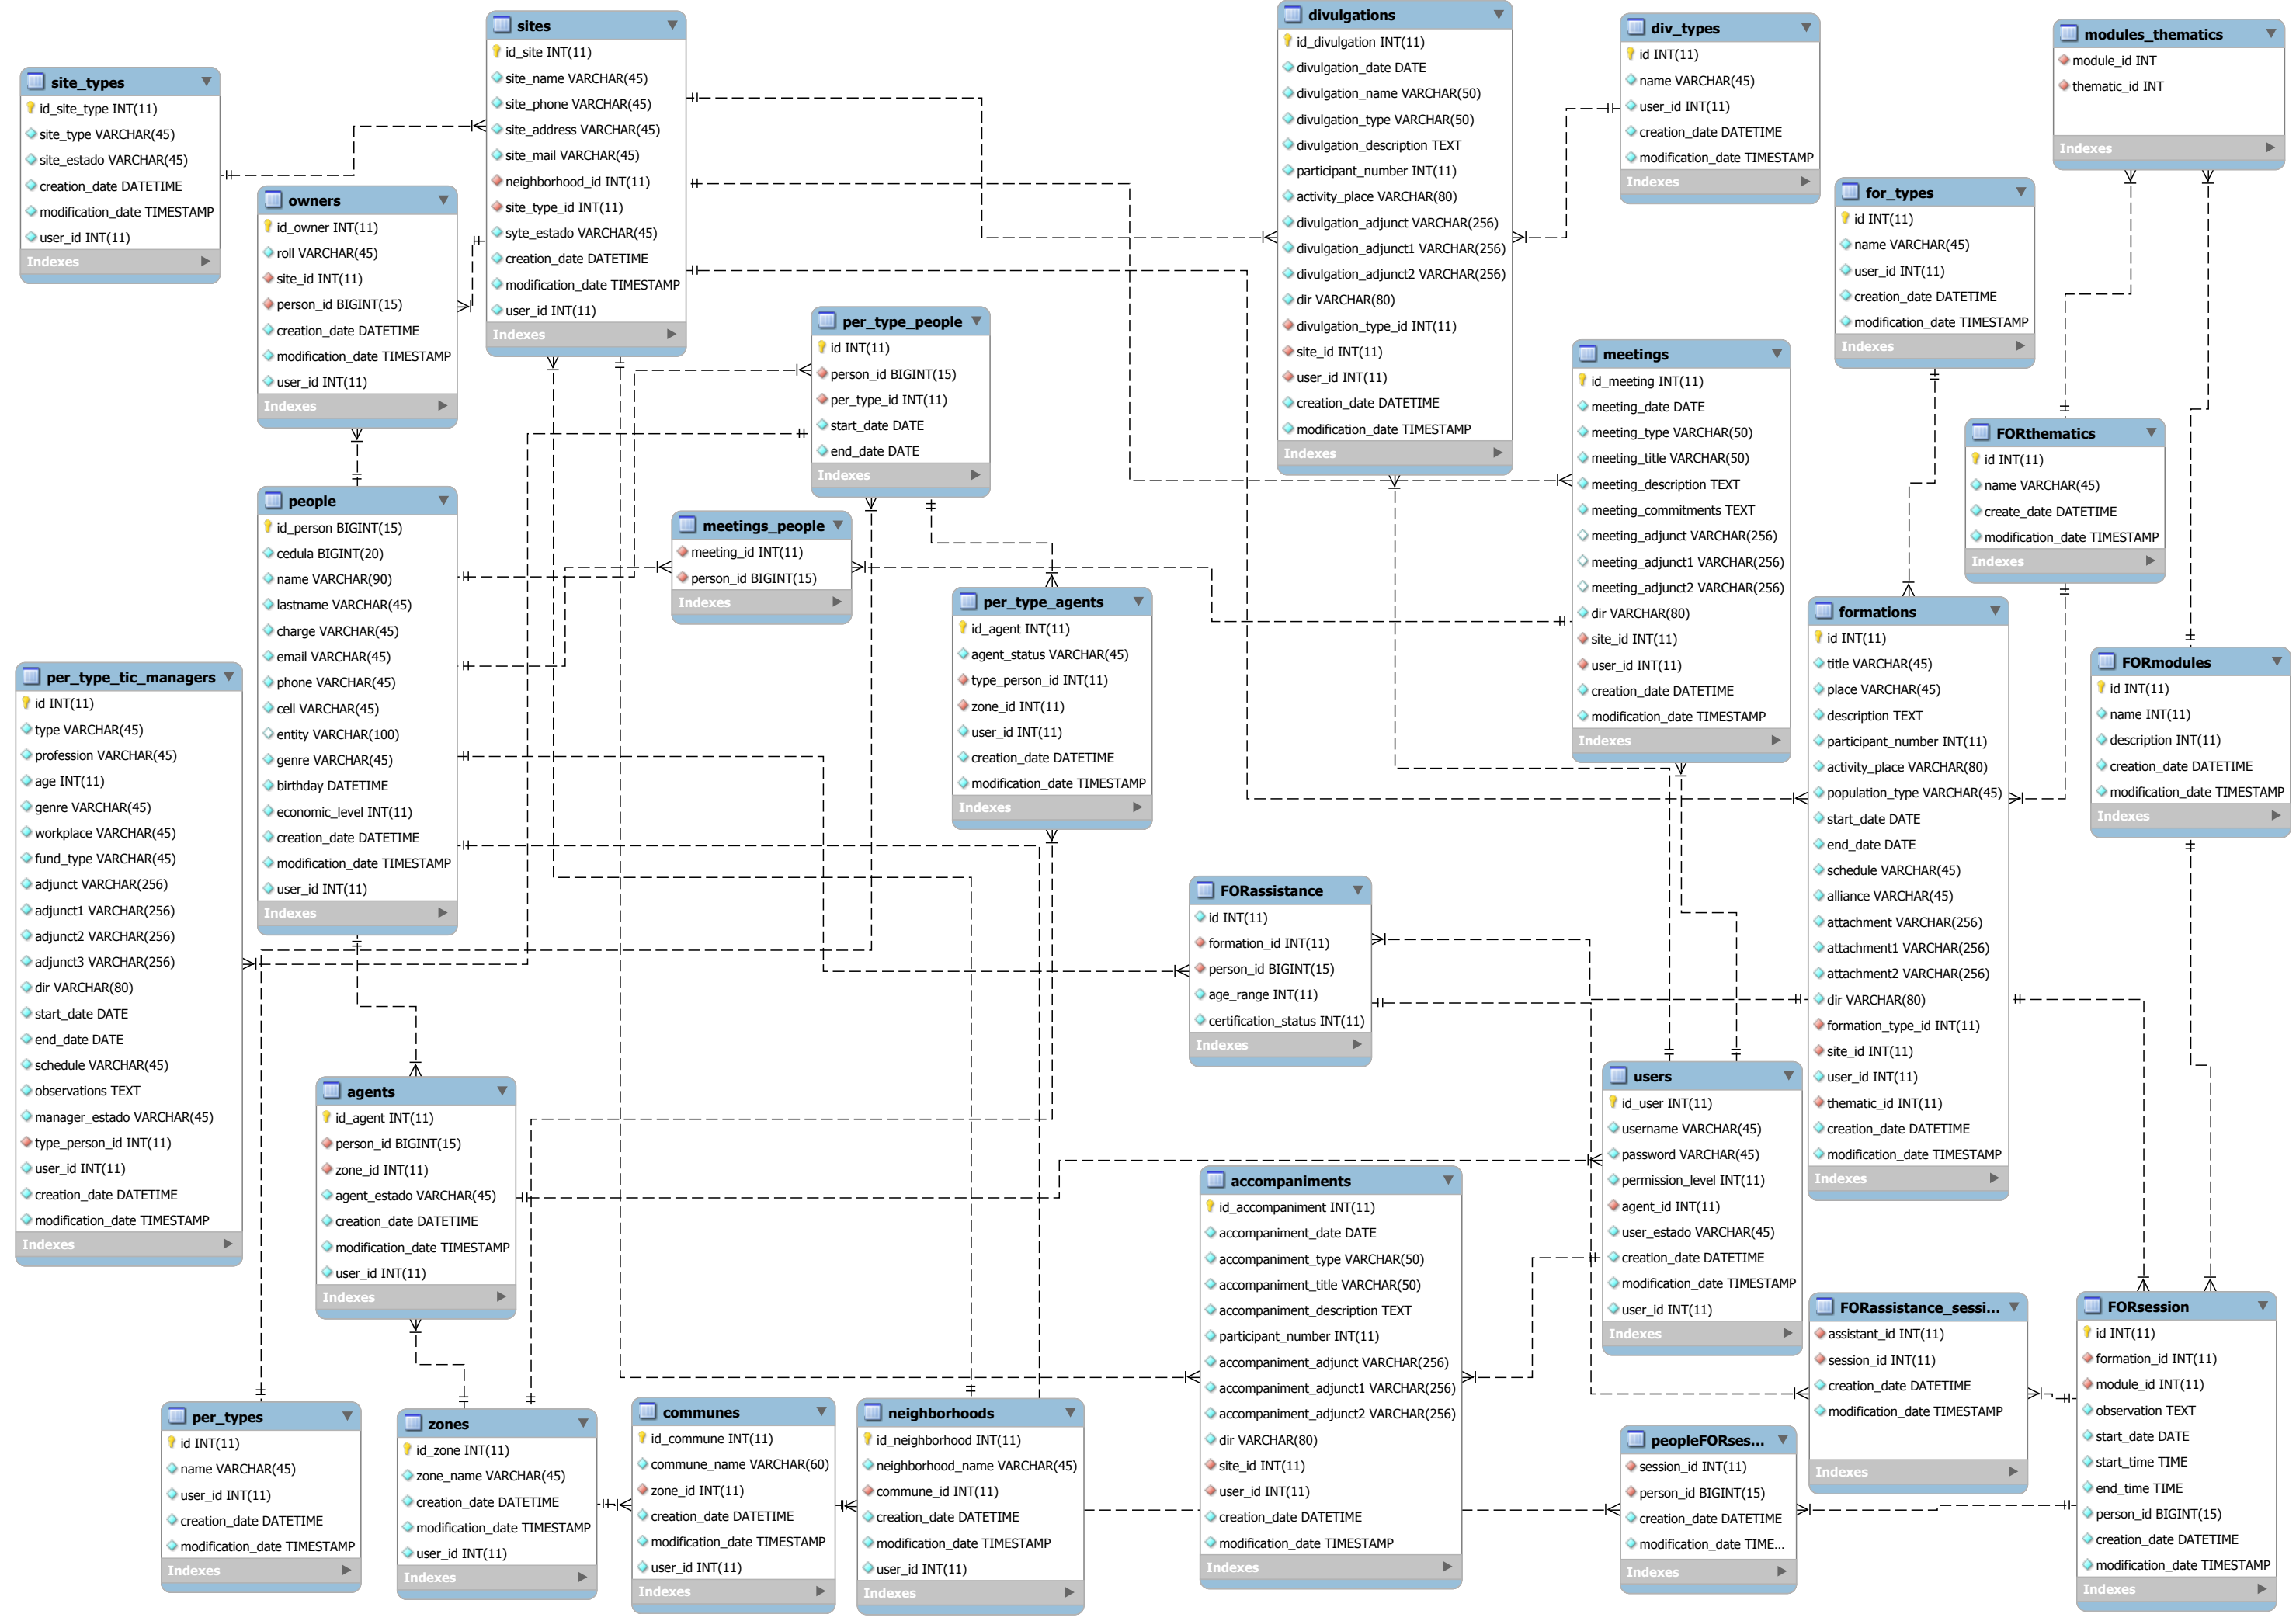 site_types
id_site_type INT(11)
site_type VARCHAR(45)
site_estado VARCHAR(45)
creation_date DATETIME
modification_date TIMESTAMP
user_id INT(11)
Indexes
sites
id_site INT(11)
site_name VARCHAR(45)
site_phone VARCHAR(45)
site_address VARCHAR(45)
site_mail VARCHAR(45)
neighborhood_id INT(11)
site_type_id INT(11)
syte_estado VARCHAR(45)
creation_date DATETIME
modification_date TIMESTAMP
user_id INT(11)
Indexes
owners
id_owner INT(11)
roll VARCHAR(45)
site_id INT(11)
person_id BIGINT(15)
creation_date DATETIME
modification_date TIMESTAMP
user_id INT(11)
Indexes
divulgations
id_divulgation INT(11)
divulgation_date DATE
divulgation_name VARCHAR(50)
divulgation_type VARCHAR(50)
divulgation_description TEXT
participant_number INT(11)
activity_place VARCHAR(80)
divulgation_adjunct VARCHAR(256)
divulgation_adjunct1 VARCHAR(256)
divulgation_adjunct2 VARCHAR(256)
dir VARCHAR(80)
divulgation_type_id INT(11)
site_id INT(11)
user_id INT(11)
creation_date DATETIME
modification_date TIMESTAMP
Indexes
div_types
id INT(11)
name VARCHAR(45)
user_id INT(11)
creation_date DATETIME
modification_date TIMESTAMP
Indexes
modules_thematics
module_id INT
thematic_id INT
Indexes
for_types
id INT(11)
name VARCHAR(45)
user_id INT(11)
creation_date DATETIME
modification_date TIMESTAMP
Indexes
per_type_people
id INT(11)
person_id BIGINT(15)
per_type_id INT(11)
start_date DATE
end_date DATE
Indexes
meetings
id_meeting INT(11)
meeting_date DATE
meeting_type VARCHAR(50)
meeting_title VARCHAR(50)
meeting_description TEXT
meeting_commitments TEXT
meeting_adjunct VARCHAR(256)
meeting_adjunct1 VARCHAR(256)
meeting_adjunct2 VARCHAR(256)
dir VARCHAR(80)
site_id INT(11)
user_id INT(11)
creation_date DATETIME
modification_date TIMESTAMP
Indexes
FORthematics
id INT(11)
name VARCHAR(45)
create_date DATETIME
modification_date TIMESTAMP
Indexes
people
id_person BIGINT(15)
cedula BIGINT(20)
name VARCHAR(90)
lastname VARCHAR(45)
charge VARCHAR(45)
email VARCHAR(45)
phone VARCHAR(45)
cell VARCHAR(45)
entity VARCHAR(100)
genre VARCHAR(45)
birthday DATETIME
economic_level INT(11)
creation_date DATETIME
modification_date TIMESTAMP
user_id INT(11)
Indexes
meetings_people
meeting_id INT(11)
person_id BIGINT(15)
Indexes
per_type_agents
id_agent INT(11)
agent_status VARCHAR(45)
type_person_id INT(11)
zone_id INT(11)
user_id INT(11)
creation_date DATETIME
modification_date TIMESTAMP
Indexes
formations
id INT(11)
title VARCHAR(45)
place VARCHAR(45)
description TEXT
participant_number INT(11)
activity_place VARCHAR(80)
population_type VARCHAR(45)
start_date DATE
end_date DATE
schedule VARCHAR(45)
alliance VARCHAR(45)
attachment VARCHAR(256)
attachment1 VARCHAR(256)
attachment2 VARCHAR(256)
dir VARCHAR(80)
formation_type_id INT(11)
site_id INT(11)
user_id INT(11)
thematic_id INT(11)
creation_date DATETIME
modification_date TIMESTAMP
Indexes
FORmodules
id INT(11)
name INT(11)
description INT(11)
creation_date DATETIME
modification_date TIMESTAMP
Indexes
per_type_tic_managers
id INT(11)
type VARCHAR(45)
profession VARCHAR(45)
age INT(11)
genre VARCHAR(45)
workplace VARCHAR(45)
fund_type VARCHAR(45)
adjunct VARCHAR(256)
adjunct1 VARCHAR(256)
adjunct2 VARCHAR(256)
adjunct3 VARCHAR(256)
dir VARCHAR(80)
start_date DATE
end_date DATE
schedule VARCHAR(45)
observations TEXT
manager_estado VARCHAR(45)
type_person_id INT(11)
user_id INT(11)
creation_date DATETIME
modification_date TIMESTAMP
Indexes
FORassistance
id INT(11)
formation_id INT(11)
person_id BIGINT(15)
age_range INT(11)
certification_status INT(11)
Indexes
agents
id_agent INT(11)
person_id BIGINT(15)
zone_id INT(11)
agent_estado VARCHAR(45)
creation_date DATETIME
modification_date TIMESTAMP
user_id INT(11)
Indexes
users
id_user INT(11)
username VARCHAR(45)
password VARCHAR(45)
permission_level INT(11)
agent_id INT(11)
user_estado VARCHAR(45)
creation_date DATETIME
modification_date TIMESTAMP
user_id INT(11)
Indexes
accompaniments
id_accompaniment INT(11)
accompaniment_date DATE
accompaniment_type VARCHAR(50)
accompaniment_title VARCHAR(50)
accompaniment_description TEXT
participant_number INT(11)
accompaniment_adjunct VARCHAR(256)
accompaniment_adjunct1 VARCHAR(256)
accompaniment_adjunct2 VARCHAR(256)
dir VARCHAR(80)
site_id INT(11)
user_id INT(11)
creation_date DATETIME
modification_date TIMESTAMP
Indexes
FORassistance_sessi...
assistant_id INT(11)
session_id INT(11)
creation_date DATETIME
modification_date TIMESTAMP
Indexes
FORsession
id INT(11)
formation_id INT(11)
module_id INT(11)
observation TEXT
start_date DATE
start_time TIME
end_time TIME
person_id BIGINT(15)
creation_date DATETIME
modification_date TIMESTAMP
Indexes
per_types
id INT(11)
name VARCHAR(45)
user_id INT(11)
creation_date DATETIME
modification_date TIMESTAMP
Indexes
zones
id_zone INT(11)
zone_name VARCHAR(45)
creation_date DATETIME
modification_date TIMESTAMP
user_id INT(11)
Indexes
communes
id_commune INT(11)
commune_name VARCHAR(60)
zone_id INT(11)
creation_date DATETIME
modification_date TIMESTAMP
user_id INT(11)
Indexes
neighborhoods
id_neighborhood INT(11)
neighborhood_name VARCHAR(45)
commune_id INT(11)
creation_date DATETIME
modification_date TIMESTAMP
user_id INT(11)
Indexes
peopleFORses...
session_id INT(11)
person_id BIGINT(15)
creation_date DATETIME
modification_date TIME...
Indexes